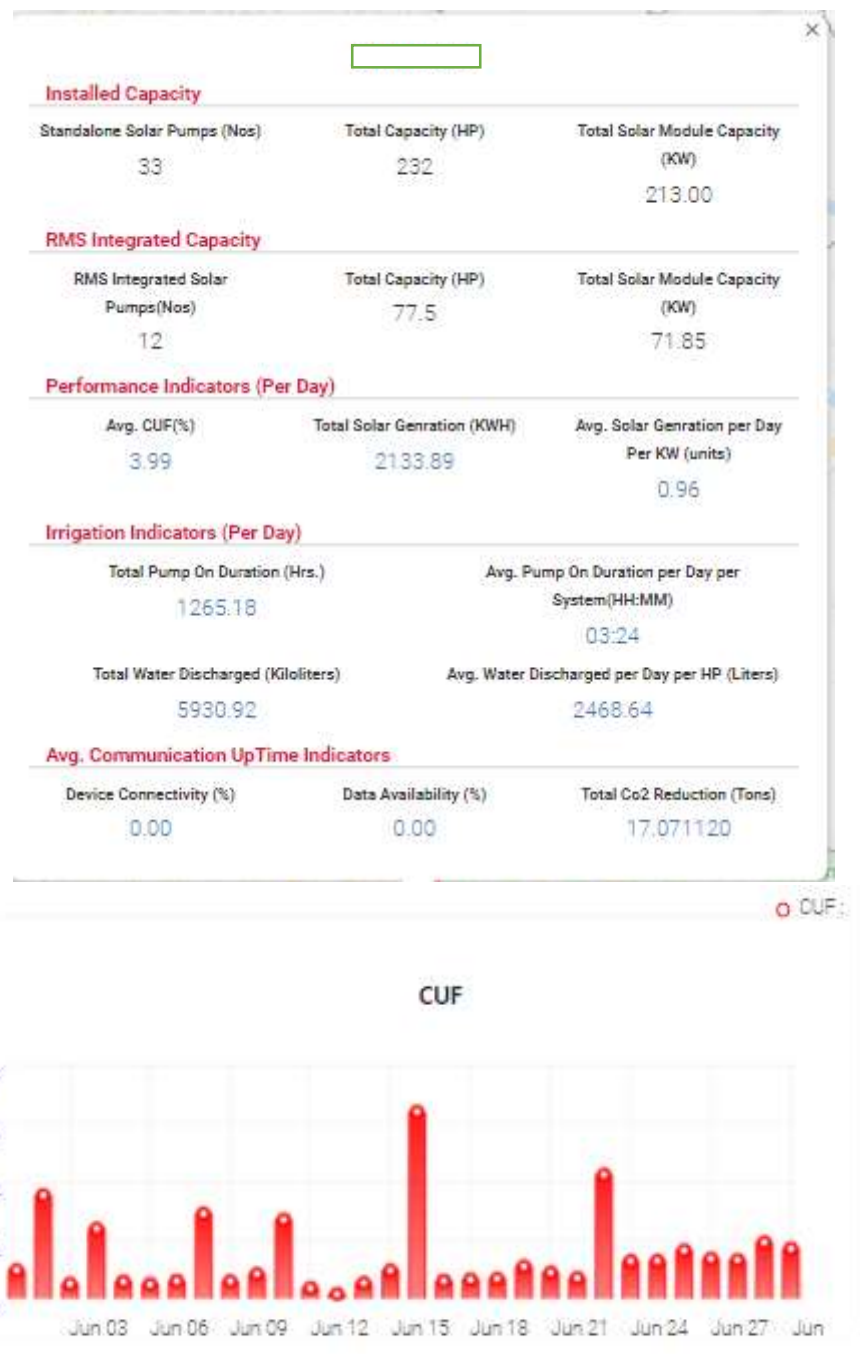 ×
Installed Capacity
Standalone Solar Pumps (Nos) Total Capacity (HP) Total Solar Module Capacity
(KW)
33 232
213.00
RMS Integrated Capacity
RMS Integrated Solar Total Capacity (HP) Total Solar Module Capacity
Pumps(Nos) (KW)
77.5
12 71.85
Performance Indicators (Per Day)
Avg. CUF(%) Total Solar Genration (KWH) Avg. Solar Genration per Day
Per KW (units)
3.99 2133.89
0.96
Irrigation Indicators (Per Day)
Total Pump On Duration (Hrs.) Avg. Pump On Duration per Day per
System(HH:MM)
1265.18
03:24
Total Water Discharged (Kiloliters) Avg. Water Discharged per Day per HP (Liters)
5930.92 2468.64
Avg. Communication UpTime Indicators
Device Connectivity (%) Data Availability (%) Total Co2 Reduction (Tons)
0.00 0.00 17.071120
CUF:
CUF
Jun 03 Jun 06 Jun 09 Jun 12 Jun 15 Jun 18 Jun 21 Jun 24 Jun 27 Jun